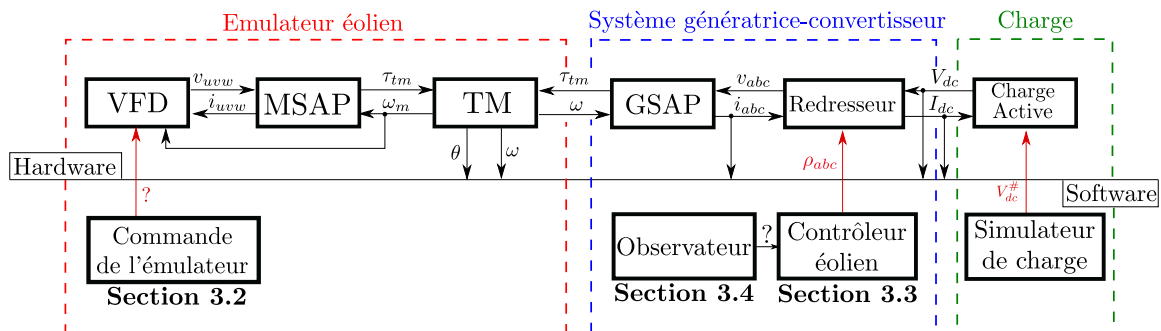 Emulateur éolien
Système génératrice-convertisseur
Charge
VFD
v_{uvw}
i_{uvw}
MSAP
τ_{tm}
ω_m
TM
τ_{tm}
ω
GSAP
v_{abc}
i_{abc}
Redresseur
V_{dc}
I_{dc}
Charge
Active
θ
ω
Hardware
Software
?
ρ_{abc}
V_{dc}^{#}
Commande
de l'émulateur
Section 3.2
Observateur
?
Section 3.4
Contrôleur
éolien
Section 3.3
Simulateur
de charge